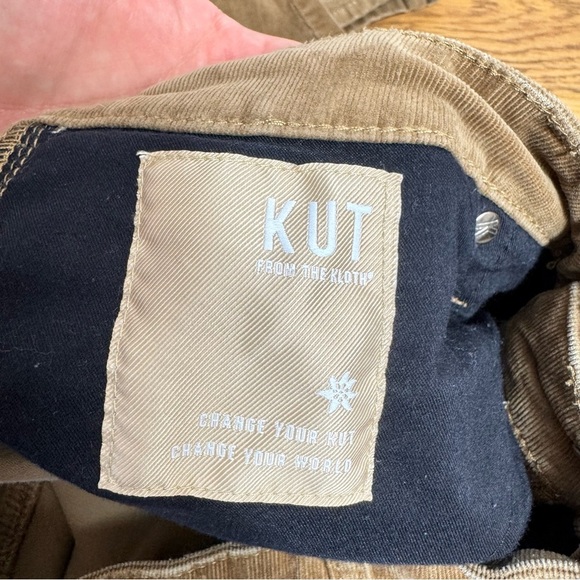 KUT
FROM THE KLOTH®
CHANGE YOUR KUT
CHANGE YOUR WORLD